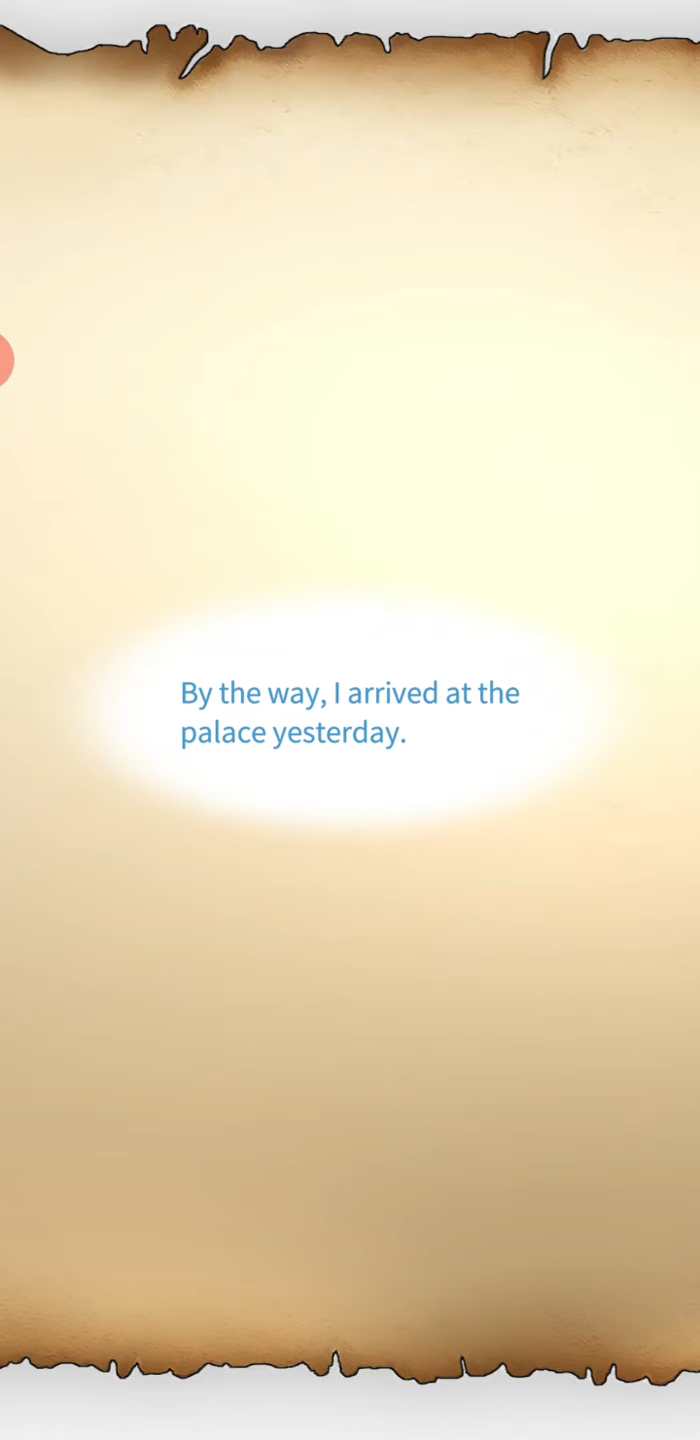 By the way, I arrived at the
palace yesterday.